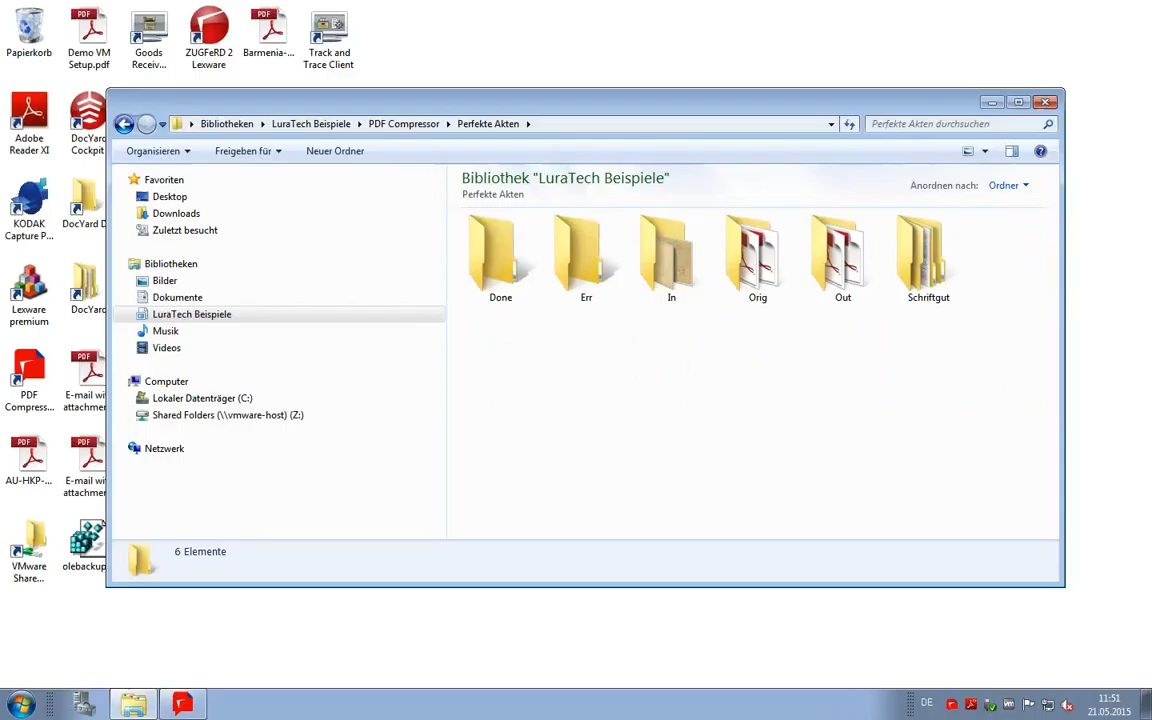 Papierkorb
Demo VM
Setup.pdf
Goods
Receiv...
ZUGFeRD 2
Lexware
Barmenia-...
Track and
Trace Client
Adobe
Reader XI
DocYard
Cockpit
KODAK
Capture P...
DocYard D
Lexware
premium
DocYard
PDF
Compress...
E-mail wi
attachmen
AU-HKP-...
E-mail wi
attachmen
VMware
Share...
olebackup
Bibliotheken
LuraTech Beispiele
PDF Compressor
Perfekte Akten
Perfekte Akten durchsuchen
Organisieren
Freigeben für
Neuer Ordner
Favoriten
Desktop
Downloads
Zuletzt besucht
Bibliotheken
Bilder
Dokumente
LuraTech Beispiele
Musik
Videos
Computer
Lokaler Datenträger (C:)
Shared Folders (\\vmware-host) (Z:)
Netzwerk
Bibliothek "LuraTech Beispiele"
Perfekte Akten
Anordnen nach: Ordner
Done
Err
In
Orig
Out
Schriftgut
6 Elemente
DE
11:51
21.05.2015